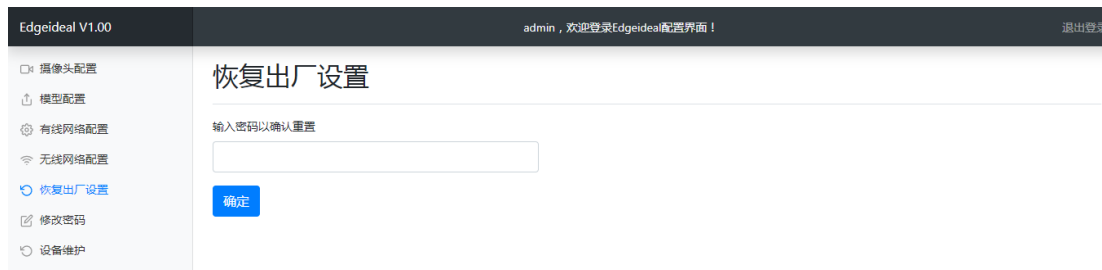 Edgeideal V1.00
admin，欢迎登录Edgeideal配置界面！
退出登录
摄像头配置
模型配置
有线网络配置
无线网络配置
恢复出厂设置
修改密码
设备维护
恢复出厂设置
输入密码以确认重置
确定